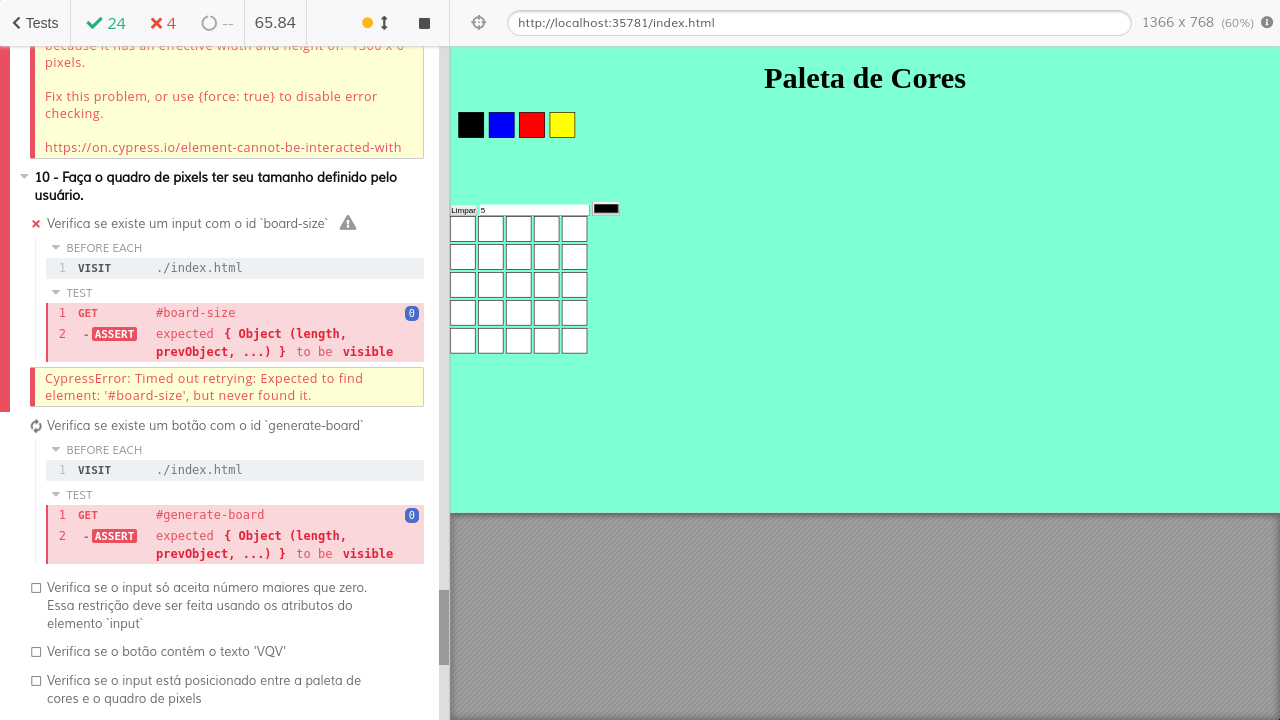 Tests 24 4 -- 65.84
http://localhost:35781/index.html 1366 x 768 (60%)
because it has an effective width and height of: '1366 x 0'
pixels.
Fix this problem, or use {force: true} to disable error
checking.
https://on.cypress.io/element-cannot-be-interacted-with
10 - Faça o quadro de pixels ter seu tamanho definido pelo
usuário.
Verifica se existe um input com o id `board-size`
BEFORE EACH
1 VISIT ./index.html
TEST
1 GET #board-size 0
2 -ASSERT expected { Object (length,
prevObject, ...) } to be visible
CypressError: Timed out retrying: Expected to find
element: '#board-size', but never found it.
Verifica se existe um botão com o id `generate-board`
BEFORE EACH
1 VISIT ./index.html
TEST
1 GET #generate-board 0
2 -ASSERT expected { Object (length,
prevObject, ...) } to be visible
Verifica se o input só aceita número maiores que zero.
Essa restrição deve ser feita usando os atributos do
elemento `input`
Verifica se o botão contém o texto 'VQV'
Verifica se o input está posicionado entre a paleta de
cores e o quadro de pixels
Paleta de Cores
Limpar 5